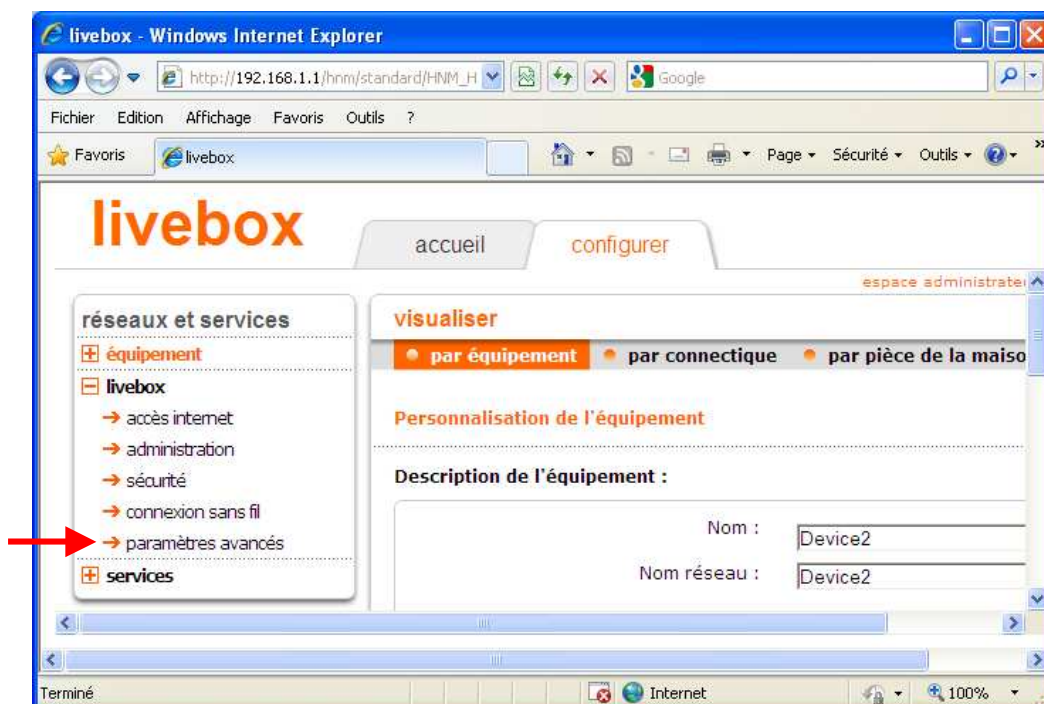 livebox - Windows Internet Explorer
http://192.168.1.1/hnm/standard/HNM_H
Google
Fichier Edition Affichage Favoris Outils ?
Favoris livebox Page Sécurité Outils
livebox
accueil configurer
espace administrate
réseaux et services
équipement
livebox
accès internet
administration
sécurité
connexion sans fil
paramètres avancés
services
visualiser
par équipement par connectique par pièce de la maiso
Personnalisation de l'équipement
Description de l'équipement :
Nom : Device2
Nom réseau : Device2
Terminé Internet 100%